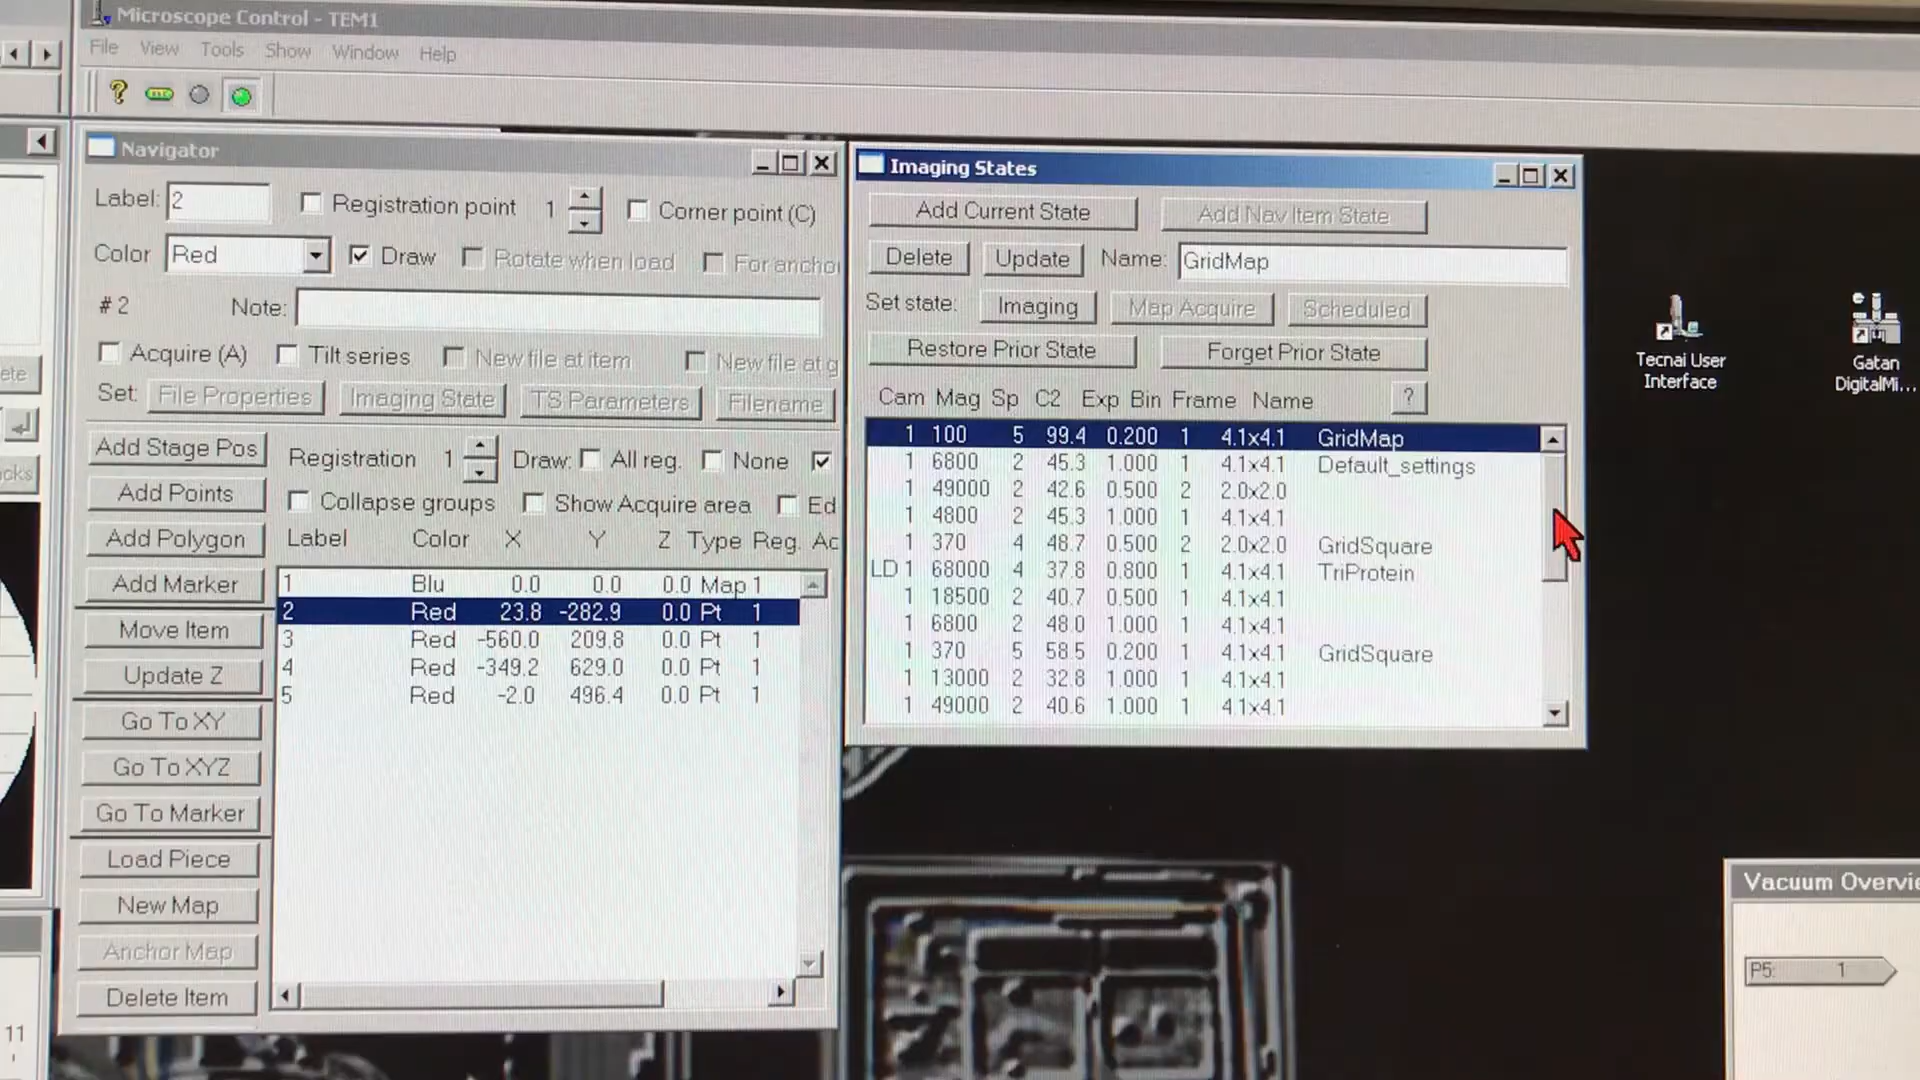 Microscope Control - TEM1
File View Tools Show Window Help
Navigator
Label: 2 Registration point 1 Corner point (C)
Color Red Draw Rotate when load For anchor
# 2 Note:
Acquire (A) Tilt series New file at item New file at g
Set: File Properties Imaging State TS Parameters Filename
Add Stage Pos Registration 1 Draw: All reg. None
Add Points Collapse groups Show Acquire area Ed
Add Polygon Label Color X Y Z Type Reg. Ac
Add Marker 1 Blu 0.0 0.0 0.0 Map 1
2 Red 23.8 -282.9 0.0 Pt 1
Move Item 3 Red -560.0 209.8 0.0 Pt 1
Update Z 4 Red -349.2 629.0 0.0 Pt 1
5 Red -2.0 496.4 0.0 Pt 1
Go To XY
Go To XYZ
Go To Marker
Load Piece
New Map
Anchor Map
Delete Item
Imaging States
Add Current State Add Nav Item State
Delete Update Name: GridMap
Set state: Imaging Map Acquire Scheduled
Restore Prior State Forget Prior State
Cam Mag Sp C2 Exp Bin Frame Name ?
1 100 5 99.4 0.200 1 4.1x4.1 GridMap
1 6800 2 45.3 1.000 1 4.1x4.1 Default_settings
1 49000 2 42.6 0.500 2 2.0x2.0
1 4800 2 45.3 1.000 1 4.1x4.1
1 370 4 48.7 0.500 2 2.0x2.0 GridSquare
LD 1 68000 4 37.8 0.800 1 4.1x4.1 TriProtein
1 18500 2 40.7 0.500 1 4.1x4.1
1 6800 2 48.0 1.000 1 4.1x4.1
1 370 5 58.5 0.200 1 4.1x4.1 GridSquare
1 13000 2 32.8 1.000 1 4.1x4.1
1 49000 2 40.6 1.000 1 4.1x4.1
Tecnai User
Interface
Gatan
DigitalMi...
Vacuum Overvie
P5: 1
ete
cks
11